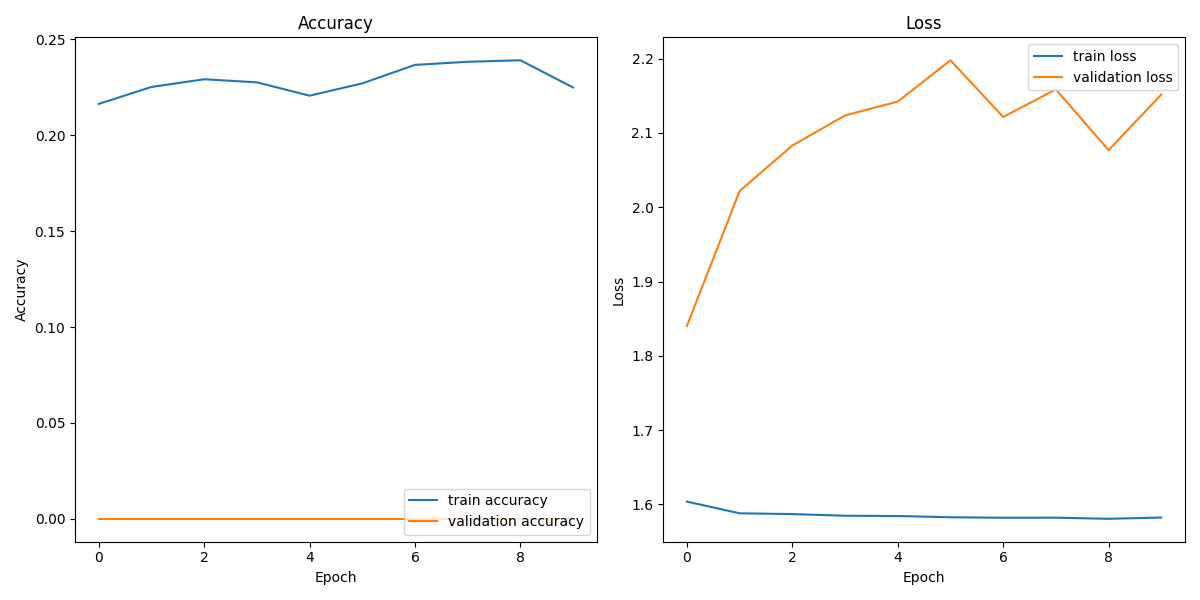 Accuracy
0.25
0.20
0.15
0.10
0.05
0.00
Accuracy
train accuracy
validation accuracy
0 2 4 6 8
Epoch
Loss
2.2
2.1
2.0
1.9
1.8
1.7
1.6
Loss
train loss
validation loss
0 2 4 6 8
Epoch